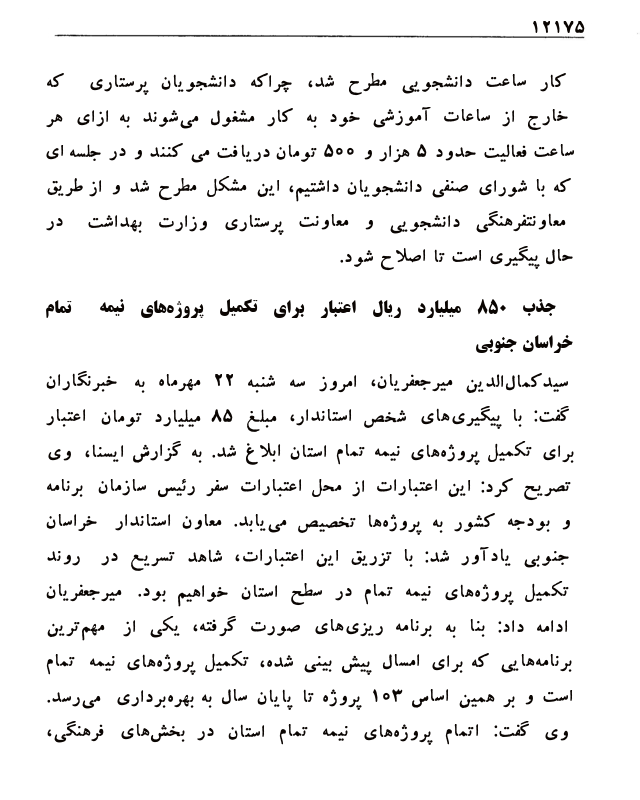 ۱۲۱۷۵
کار ساعت دانشجویی مطرح شد، چراکه دانشجویان پرستاری که
خارج از ساعات آموزشی خود به کار مشغول می‌شوند به ازای هر
ساعت فعالیت حدود ۵ هزار و ۵۰۰ تومان دریافت می کنند و در جلسه ای
که با شورای صنفی دانشجویان داشتیم، این مشکل مطرح شد و از طریق
معاونتفرهنگی دانشجویی و معاونت پرستاری وزارت بهداشت در
حال پیگیری است تا اصلاح شود.
جذب ۸۵۰ میلیارد ریال اعتبار برای تکمیل پروژه‌های نیمه تمام
خراسان جنوبی
سیدکمال‌الدین میرجعفریان، امروز سه شنبه ۲۲ مهرماه به خبرنگاران
گفت: با پیگیری‌های شخص استاندار، مبلغ ۸۵ میلیارد تومان اعتبار
برای تکمیل پروژه‌های نیمه تمام استان ابلاغ شد. به گزارش ایسنا، وی
تصریح کرد: این اعتبارات از محل اعتبارات سفر رئیس سازمان برنامه
و بودجه کشور به پروژه‌ها تخصیص می‌یابد. معاون استاندار خراسان
جنوبی یادآور شد: با تزریق این اعتبارات، شاهد تسریع در روند
تکمیل پروژه‌های نیمه تمام در سطح استان خواهیم بود. میرجعفریان
ادامه داد: بنا به برنامه ریزی‌های صورت گرفته، یکی از مهم‌ترین
برنامه‌هایی که برای امسال پیش بینی شده، تکمیل پروژه‌های نیمه تمام
است و بر همین اساس ۱۰۳ پروژه تا پایان سال به بهره‌برداری می‌رسد.
وی گفت: اتمام پروژه‌های نیمه تمام استان در بخش‌های فرهنگی،